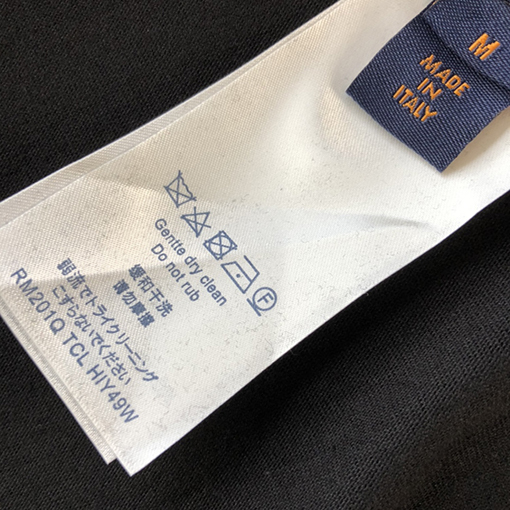 M
MADE
IN
ITALY
Gentle dry clean
Do not rub
缓和干洗
请勿摩擦
弱流でドライクリーニング
こすらないでください
RM201Q TCL HIY49W